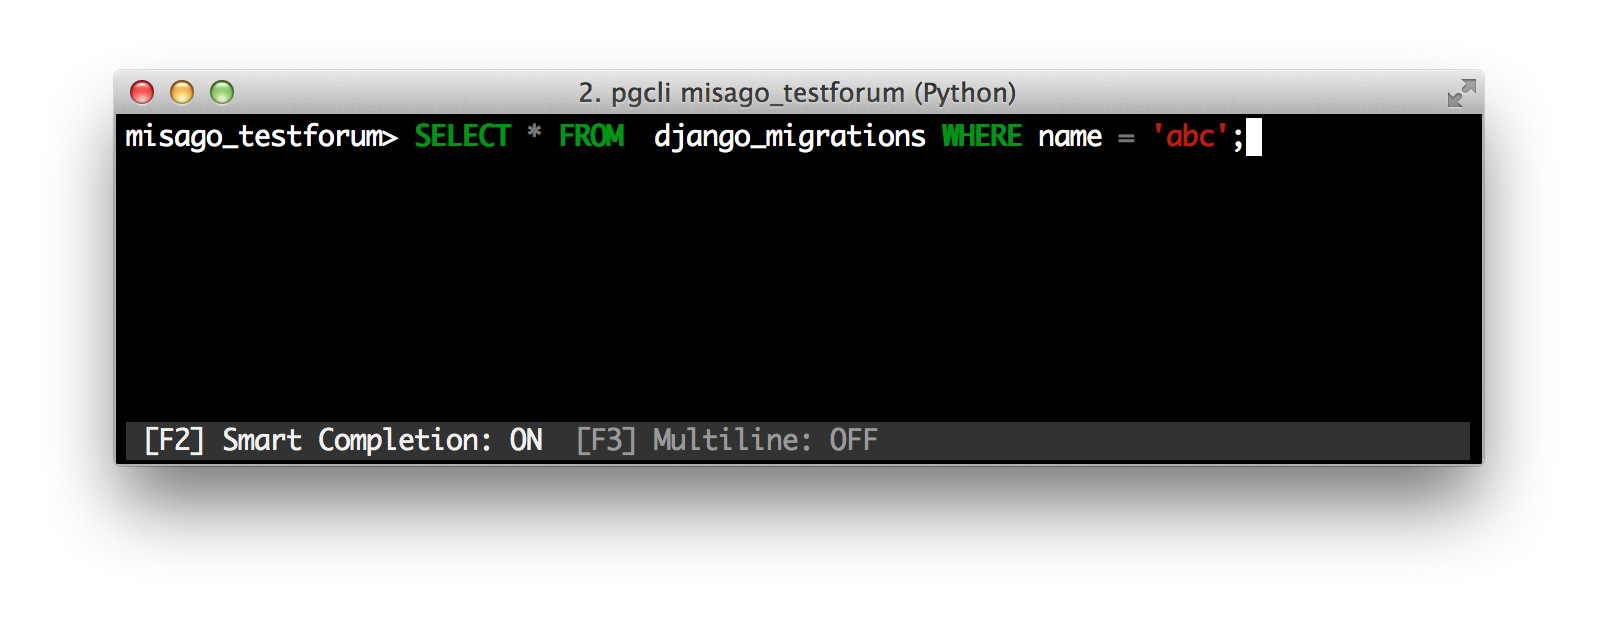 2. pgcli misago_testforum (Python)
misago_testforum> SELECT * FROM  django_migrations WHERE name = 'abc';
[F2] Smart Completion: ON  [F3] Multiline: OFF